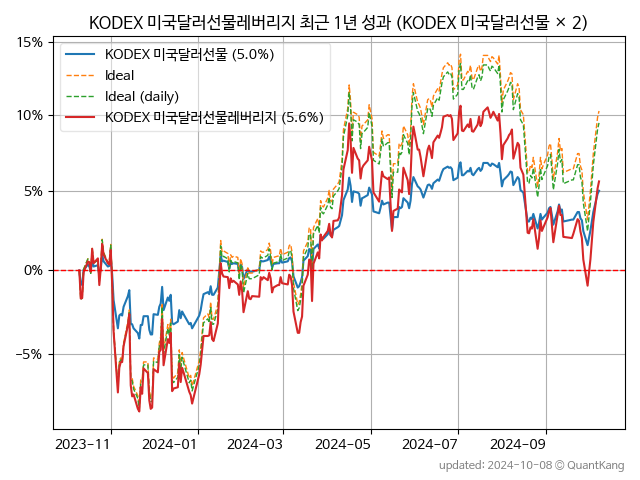 KODEX 미국달러선물레버리지 최근 1년 성과 (KODEX 미국달러선물 × 2)
15%
10%
5%
0%
−5%
KODEX 미국달러선물 (5.0%)
Ideal
Ideal (daily)
KODEX 미국달러선물레버리지 (5.6%)
2023−11 2024−01 2024−03 2024−05 2024−07 2024−09
updated: 2024-10-08 © QuantKang